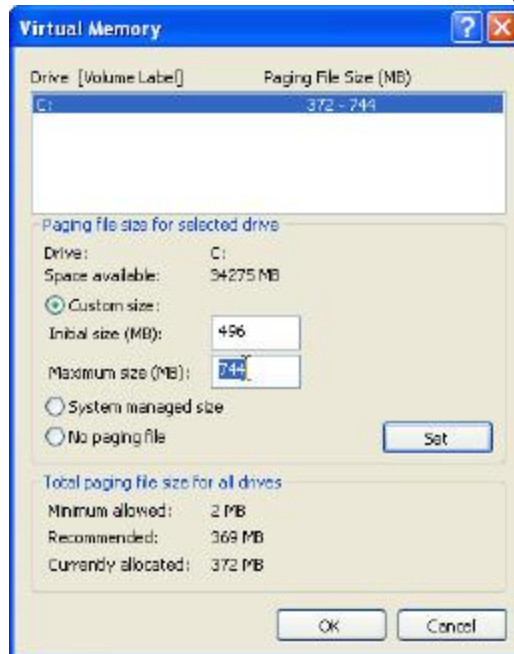 Virtual Memory
Drive [Volume Label] Paging File Size (MB)
C: 372 - 744
Paging file size for selected drive
Drive: C:
Space available: 34275 MB
Custom size:
Initial size (MB): 496
Maximum size (MB): 744
System managed size
No paging file Set
Total paging file size for all drives
Minimum allowed: 2 MB
Recommended: 369 MB
Currently allocated: 372 MB
OK Cancel